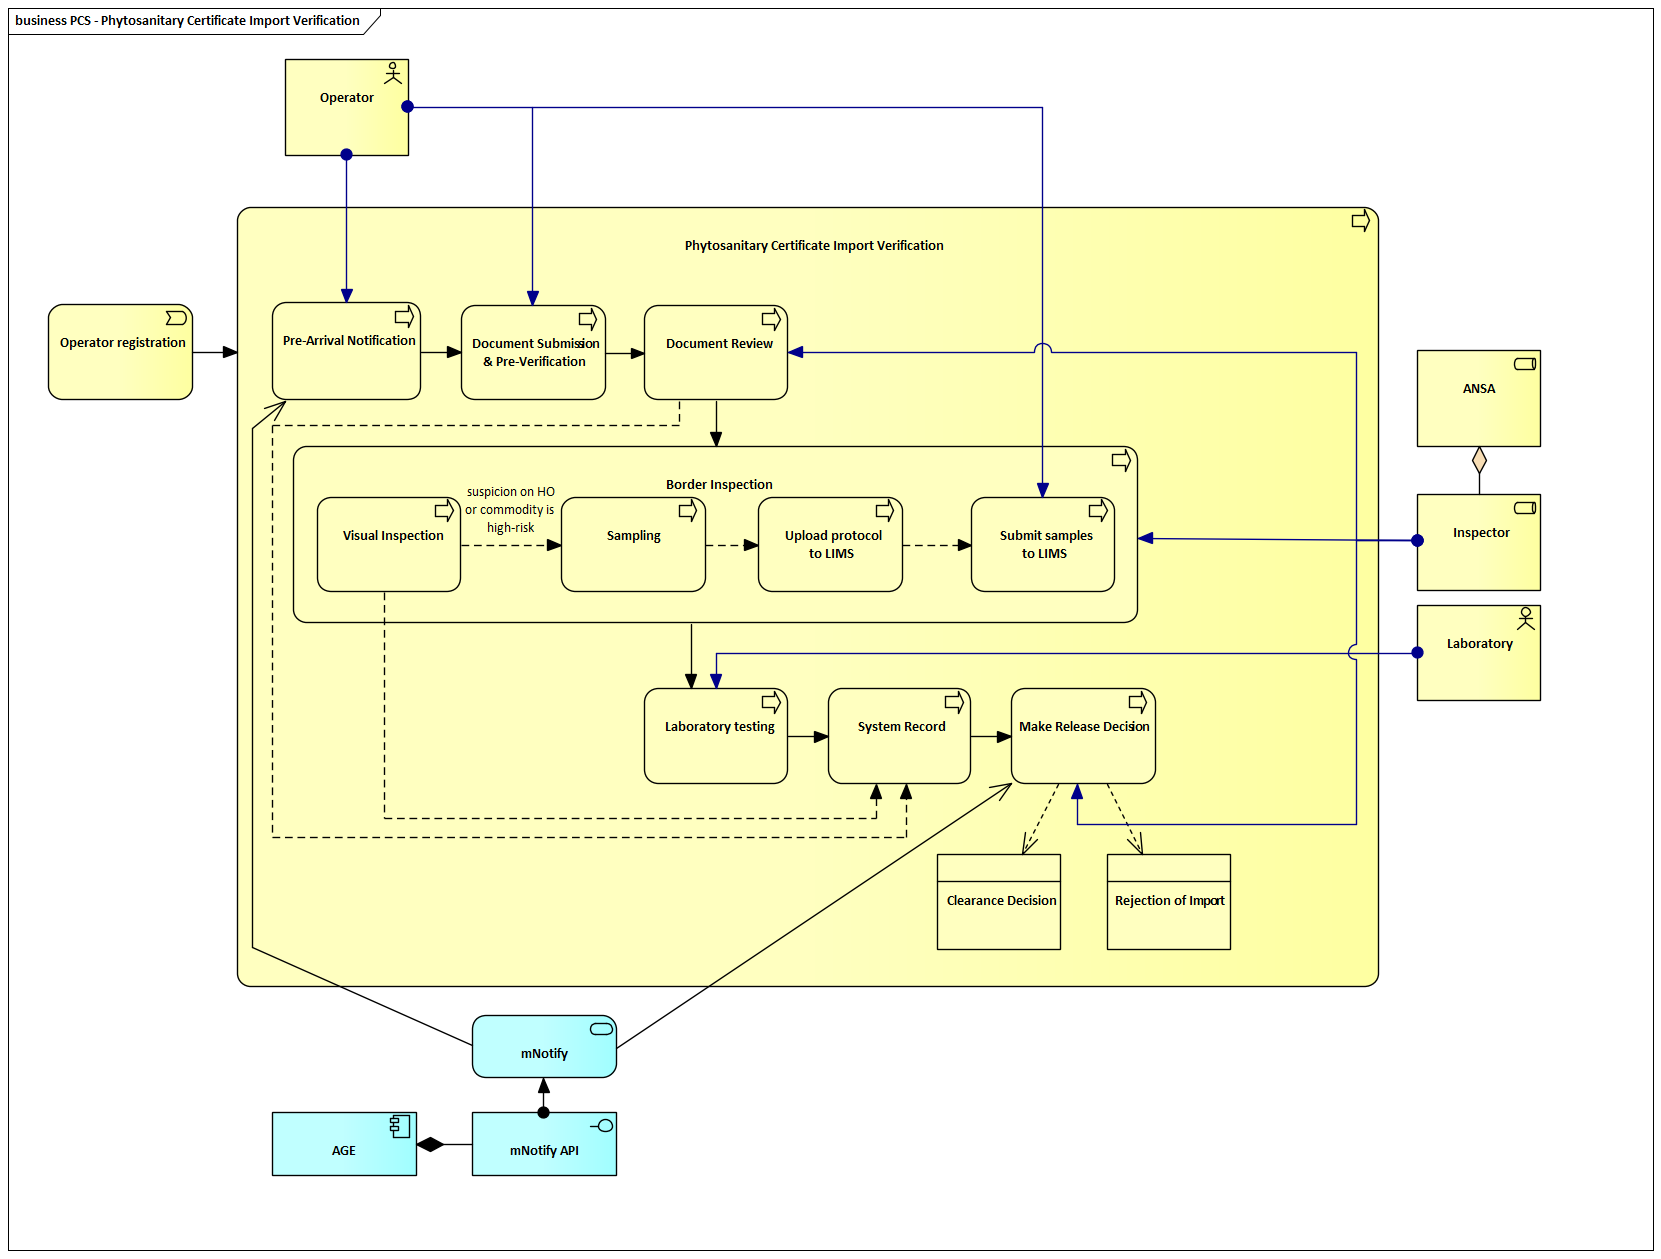 business PCS - Phytosanitary Certificate Import Verification
Operator
Phytosanitary Certificate Import Verification
Operator registration
Pre-Arrival Notification
Document Submission
& Pre-Verification
Document Review
ANSA
Border Inspection
suspicion on HO
or commodity is
high-risk
Visual Inspection
Sampling
Upload protocol
to LIMS
Submit samples
to LIMS
Inspector
Laboratory
Laboratory testing
System Record
Make Release Decision
Clearance Decision
Rejection of Import
mNotify
AGE
mNotify API